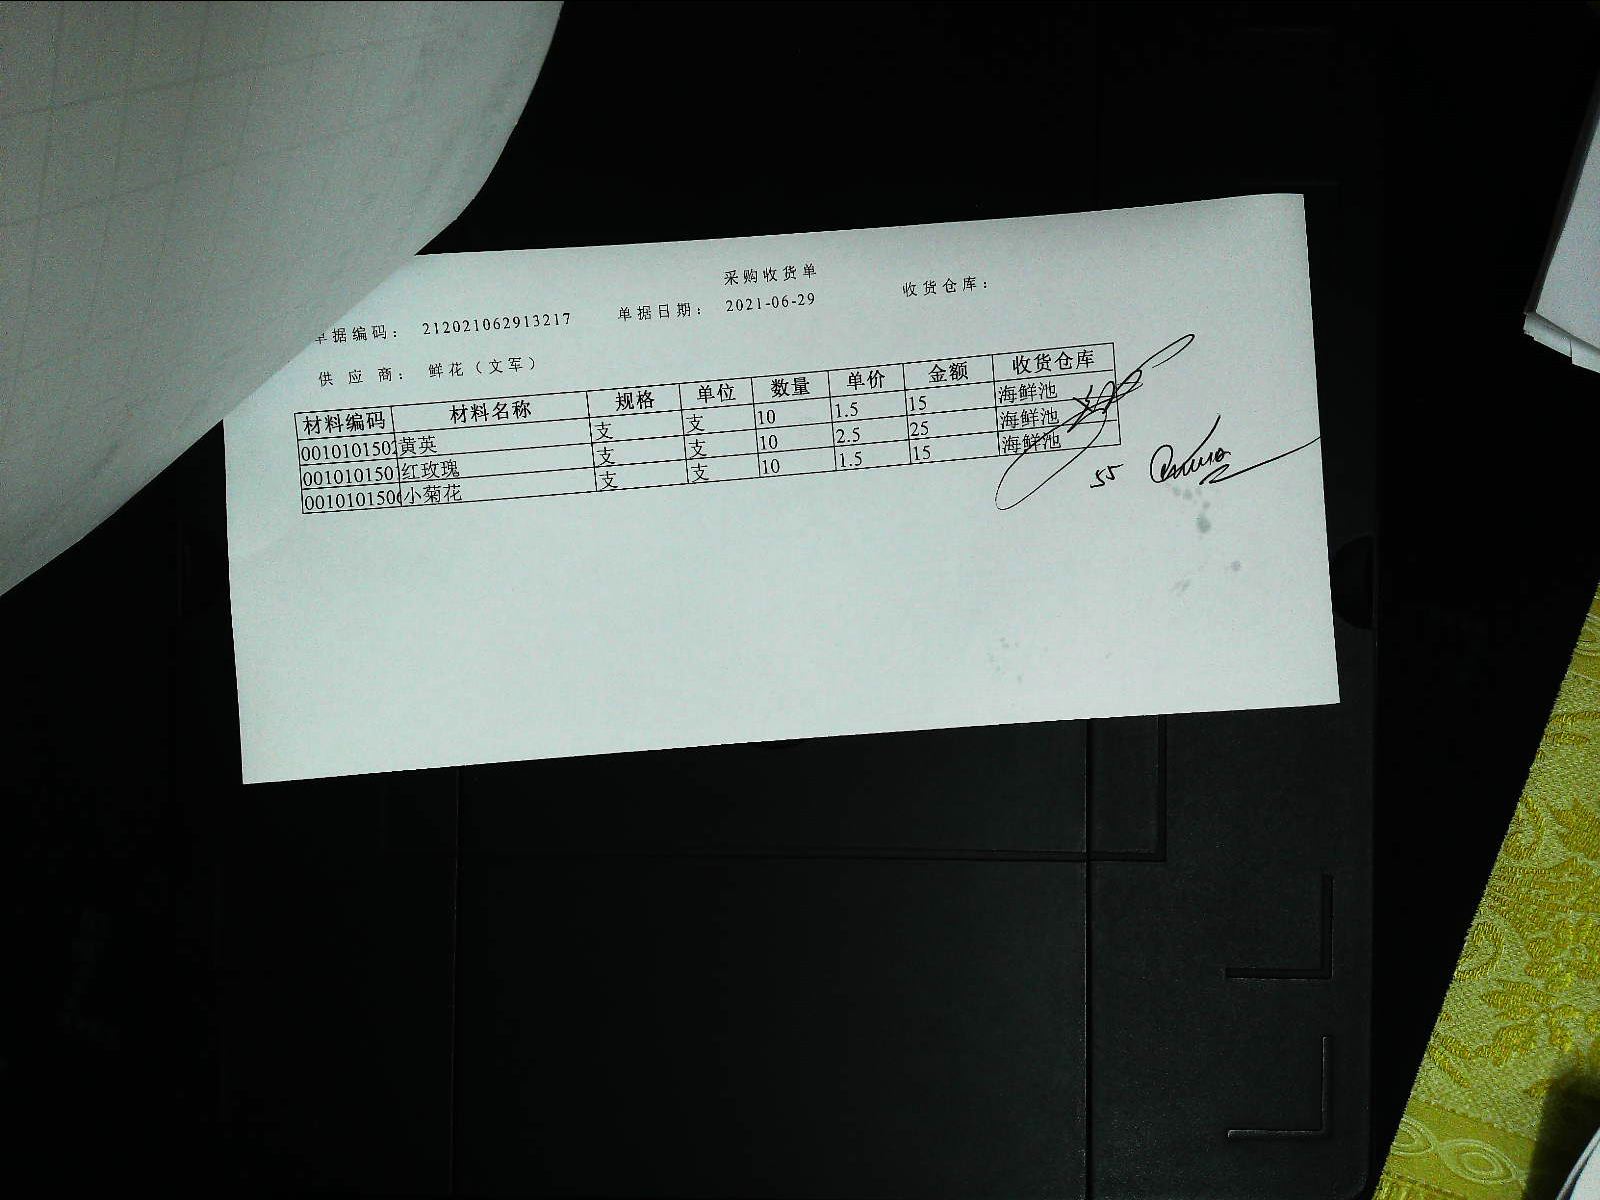 采购收货单
单据编码： 212021062913217 单据日期： 2021-06-29 收货仓库：
供应商： 鲜花（文军）
材料编码 材料名称 规格 单位 数量 单价 金额 收货仓库
001010150 黄英 支 支 10 1.5 15 海鲜池
001010150 红玫瑰 支 支 10 2.5 25 海鲜池
001010150 小菊花 支 支 10 1.5 15 海鲜池
55